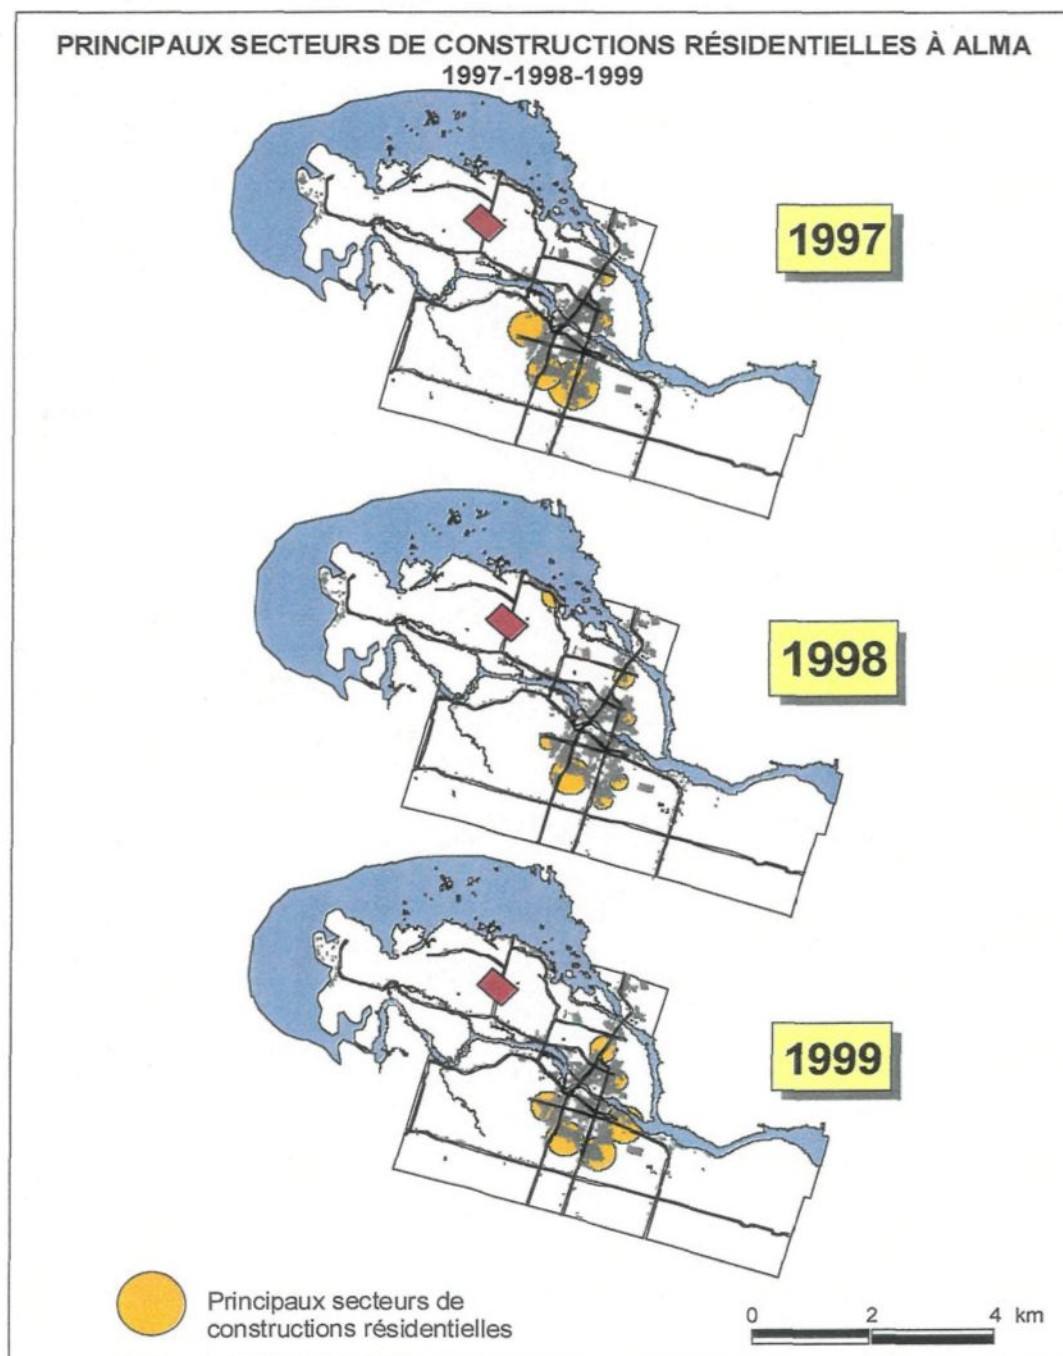 PRINCIPAUX SECTEURS DE CONSTRUCTIONS RÉSIDENTIELLES À ALMA
1997-1998-1999
1997
1998
1999
Principaux secteurs de
constructions résidentielles
0 2 4 km